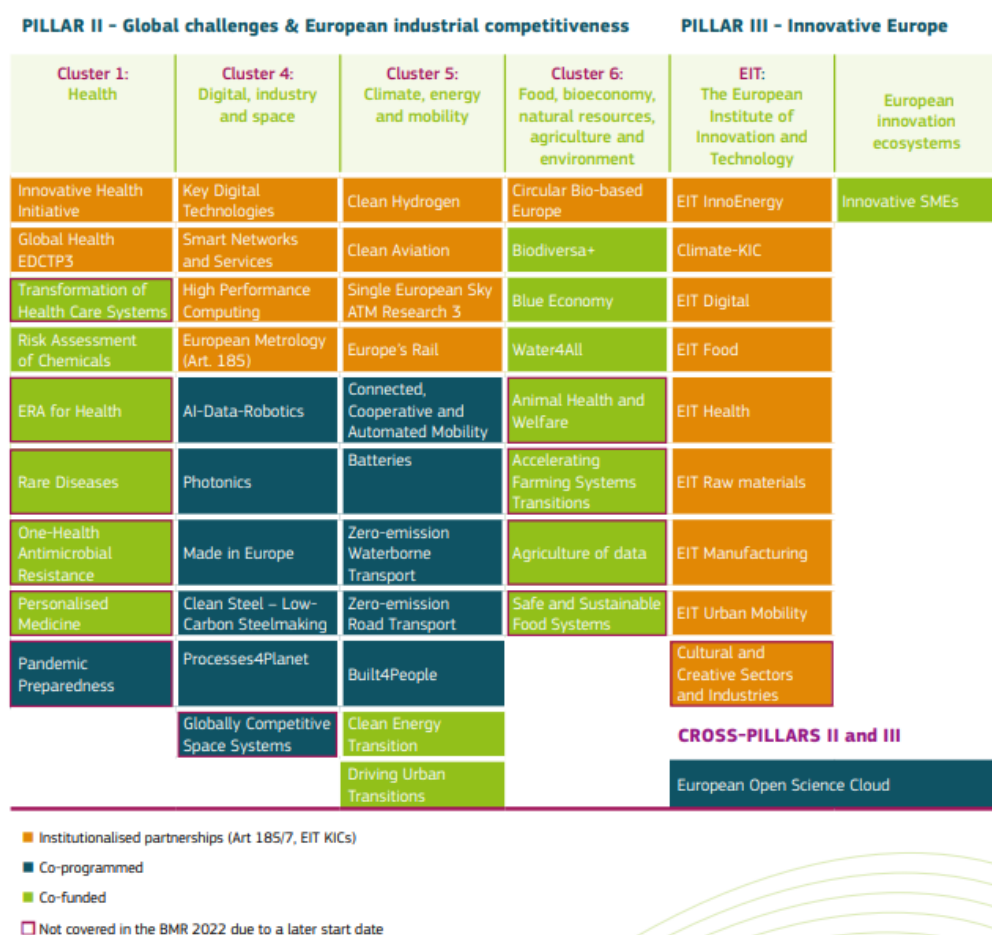 PILLAR II – Global challenges & European industrial competitiveness
PILLAR III – Innovative Europe
Cluster 1:
Health
Cluster 4:
Digital, industry
and space
Cluster 5:
Climate, energy
and mobility
Cluster 6:
Food, bioeconomy,
natural resources,
agriculture and
environment
EIT:
The European
Institute of
Innovation and
Technology
European
innovation
ecosystems
Innovative Health
Initiative
Key Digital
Technologies
Clean Hydrogen
Circular Bio-based
Europe
EIT InnoEnergy
Innovative SMEs
Global Health
EDCTP3
Smart Networks
and Services
Clean Aviation
Biodiversa+
Climate-KIC
Transformation of
Health Care Systems
High Performance
Computing
Single European Sky
ATM Research 3
Blue Economy
EIT Digital
Risk Assessment
of Chemicals
European Metrology
(Art. 185)
Europe's Rail
Water4All
EIT Food
ERA for Health
AI-Data-Robotics
Connected,
Cooperative and
Automated Mobility
Animal Health and
Welfare
EIT Health
Rare Diseases
Photonics
Batteries
Accelerating
Farming Systems
Transitions
EIT Raw materials
One-Health
Antimicrobial
Resistance
Made in Europe
Zero-emission
Waterborne
Transport
Agriculture of data
EIT Manufacturing
Personalised
Medicine
Clean Steel – Low-
Carbon Steelmaking
Zero-emission
Road Transport
Safe and Sustainable
Food Systems
EIT Urban Mobility
Pandemic
Preparedness
Processes4Planet
Built4People
Cultural and
Creative Sectors
and Industries
Globally Competitive
Space Systems
Clean Energy
Transition
CROSS-PILLARS II and III
Driving Urban
Transitions
European Open Science Cloud
Institutionalised partnerships (Art 185/7, EIT KICs)
Co-programmed
Co-funded
Not covered in the BMR 2022 due to a later start date